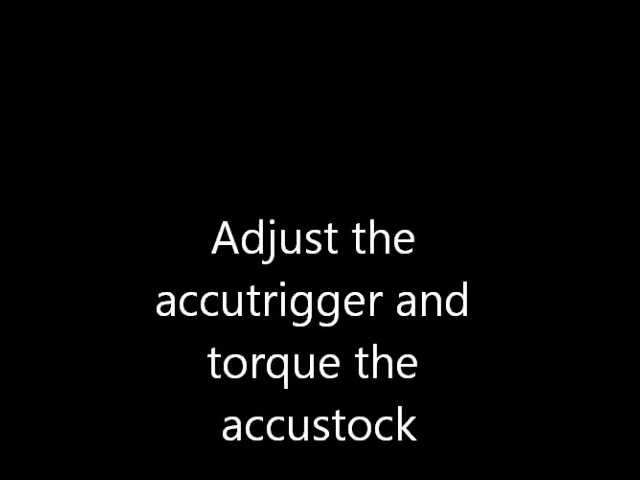 Adjust the
accutrigger and
torque the
accustock